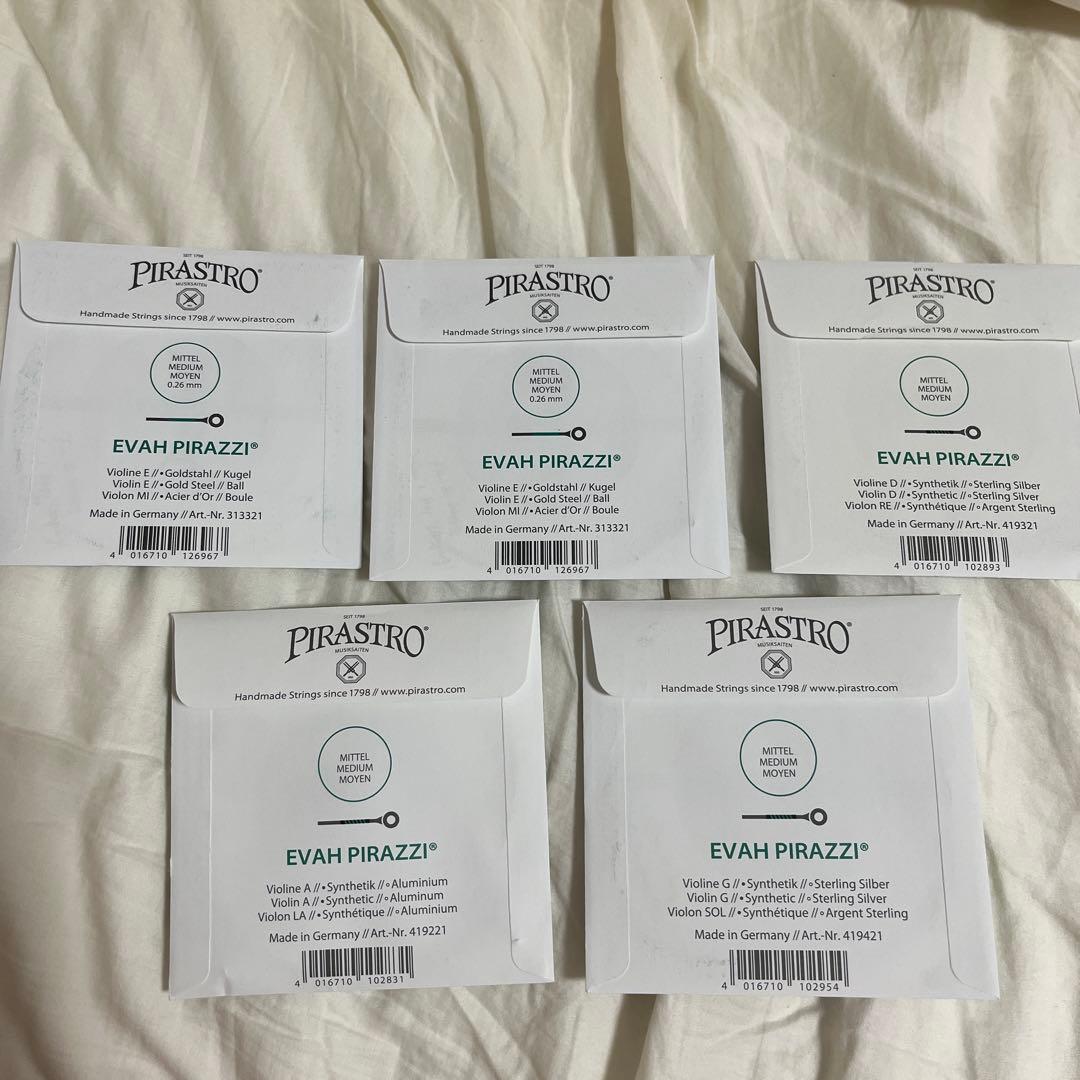 SEIT 1798
PIRASTRO®
MUSIKSAITEN
Handmade Strings since 1798 // www.pirastro.com
MITTEL
MEDIUM
MOYEN
0.26 mm
EVAH PIRAZZI®
Violine E //•Goldstahl // Kugel
Violin E //•Gold Steel // Ball
Violon MI //•Acier d'Or // Boule
Made in Germany // Art.-Nr. 313321
4 016710 126967
SEIT 1798
PIRASTRO®
MUSIKSAITEN
Handmade Strings since 1798 // www.pirastro.com
MITTEL
MEDIUM
MOYEN
0.26 mm
EVAH PIRAZZI®
Violine E //•Goldstahl // Kugel
Violin E //•Gold Steel // Ball
Violon MI //•Acier d'Or // Boule
Made in Germany // Art.-Nr. 313321
4 016710 126967
SEIT 1798
PIRASTRO®
MUSIKSAITEN
Handmade Strings since 1798 // www.pirastro.com
MITTEL
MEDIUM
MOYEN
EVAH PIRAZZI®
Violine D //•Synthetik //∘Sterling Silber
Violin D //•Synthetic //∘Sterling Silver
Violon RE //•Synthétique //∘Argent Sterling
Made in Germany // Art.-Nr. 419321
4 016710 102893
SEIT 1798
PIRASTRO®
MUSIKSAITEN
Handmade Strings since 1798 // www.pirastro.com
MITTEL
MEDIUM
MOYEN
EVAH PIRAZZI®
Violine A //•Synthetik //∘Aluminium
Violin A //•Synthetic //∘Aluminum
Violon LA //•Synthétique //∘Aluminium
Made in Germany // Art.-Nr. 419221
4 016710 102831
SEIT 1798
PIRASTRO®
MUSIKSAITEN
Handmade Strings since 1798 // www.pirastro.com
MITTEL
MEDIUM
MOYEN
EVAH PIRAZZI®
Violine G //•Synthetik //∘Sterling Silber
Violin G //•Synthetic //∘Sterling Silver
Violon SOL //•Synthétique //∘Argent Sterling
Made in Germany // Art.-Nr. 419421
4 016710 102954